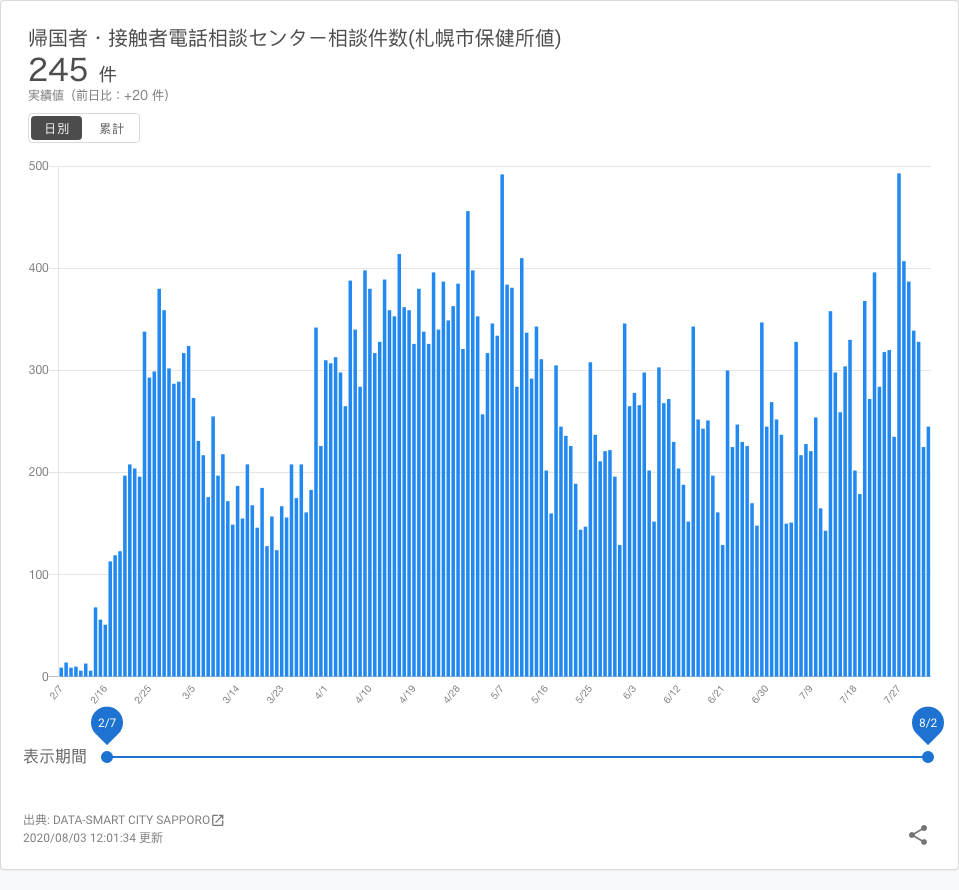 帰国者・接触者電話相談センター相談件数(札幌市保健所値)
245 件
実績値（前日比：+20 件）
日別 累計
500
400
300
200
100
0
2/7 2/16 2/25 3/5 3/14 3/23 4/1 4/10 4/19 4/28 5/7 5/16 5/25 6/3 6/12 6/21 6/30 7/9 7/18 7/27
2/7 8/2
表示期間
出典: DATA-SMART CITY SAPPORO
2020/08/03 12:01:34 更新